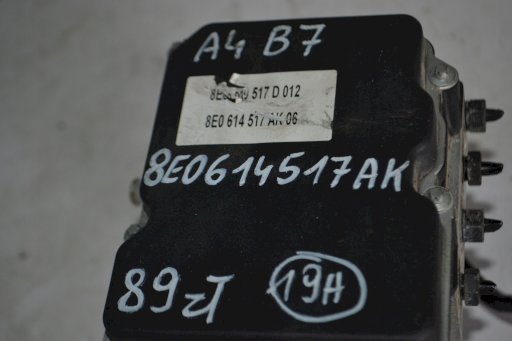 A4 B7
517 D 012
8E0 614 517 AK 06
8E0614517AK
89 zł
19A